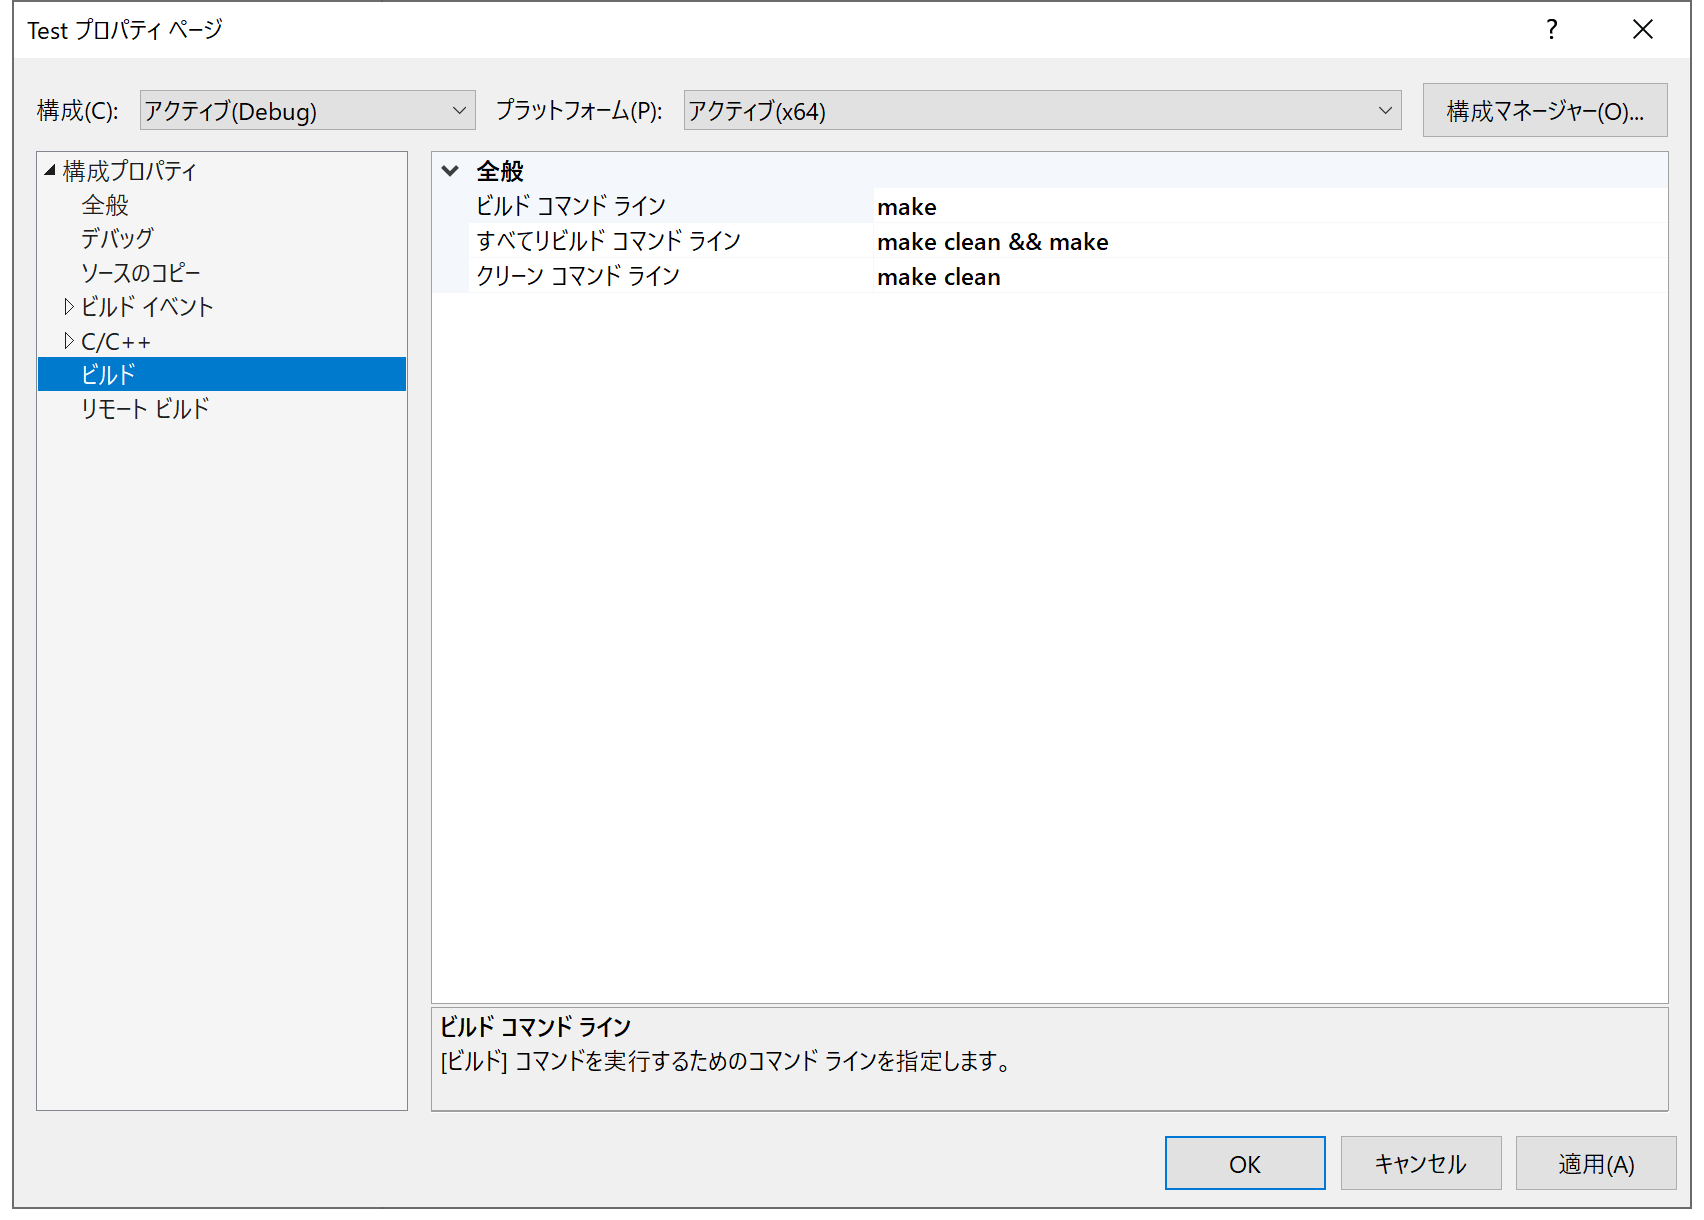 Test プロパティ ページ
?
構成(C):
アクティブ(Debug)
プラットフォーム(P):
アクティブ(x64)
構成マネージャー(O)...
構成プロパティ
全般
デバッグ
ソースのコピー
ビルド イベント
C/C++
ビルド
リモート ビルド
全般
ビルド コマンド ライン make
すべてリビルド コマンド ライン make clean && make
クリーン コマンド ライン make clean
ビルド コマンド ライン
[ビルド] コマンドを実行するためのコマンド ラインを指定します。
OK
キャンセル
適用(A)